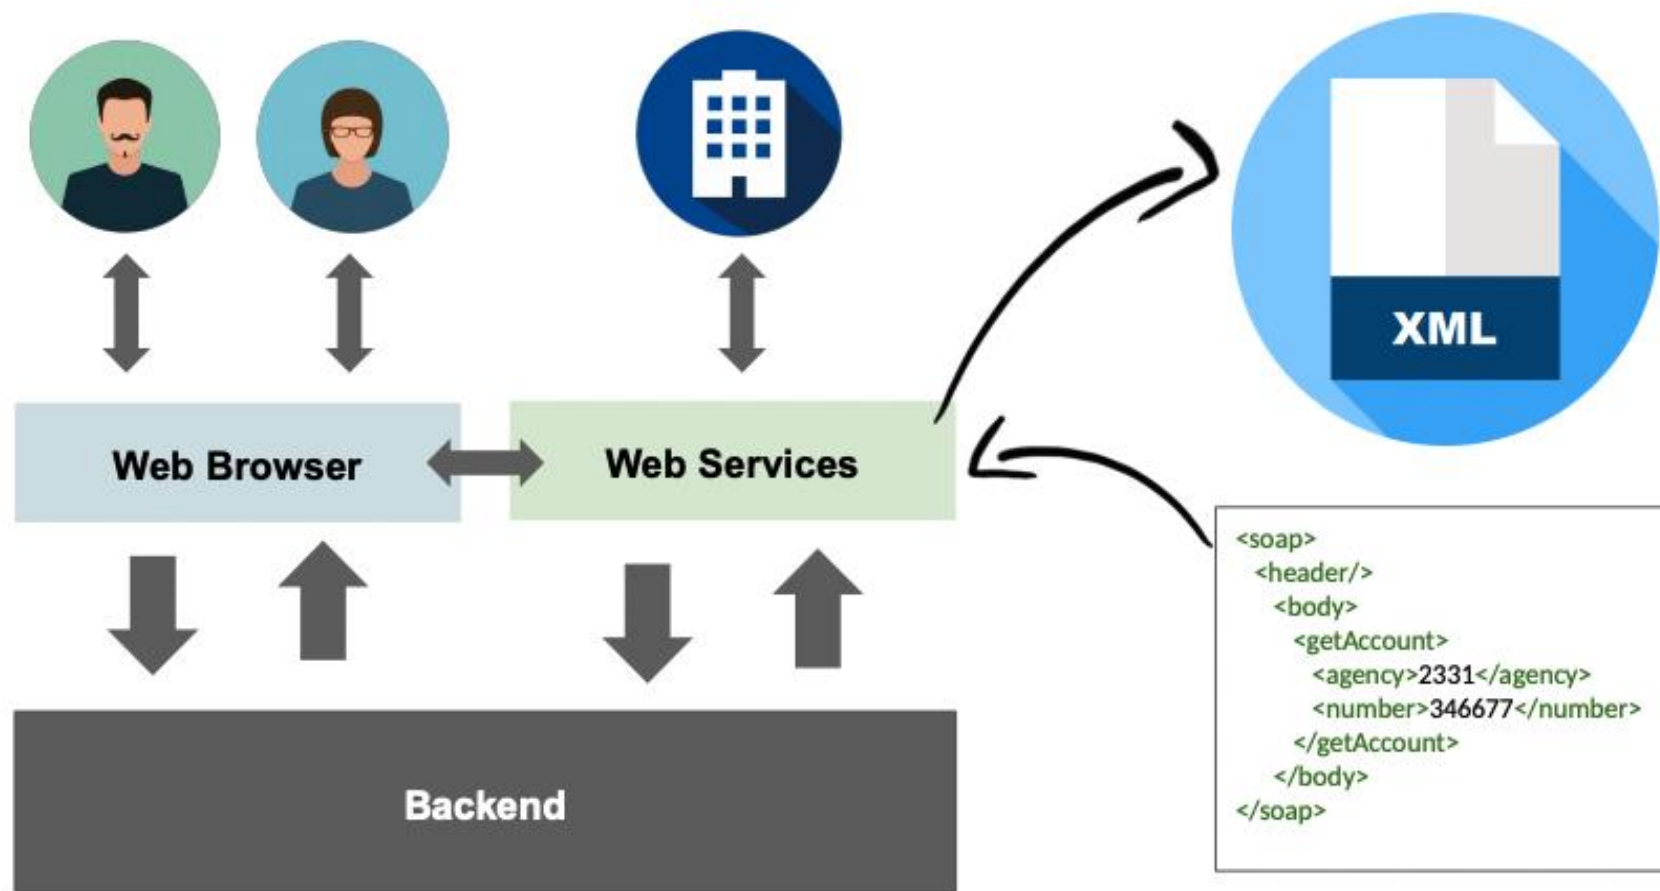 XML
Web Browser
Web Services
<soap>
<header/>
<body>
<getAccount>
<agency>2331</agency>
<number>346677</number>
</getAccount>
</body>
</soap>
Backend